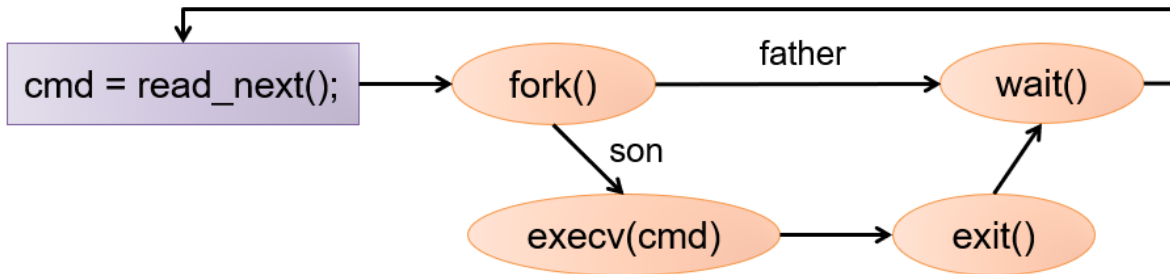 cmd = read_next();
fork()
father
wait()
son
execv(cmd)
exit()